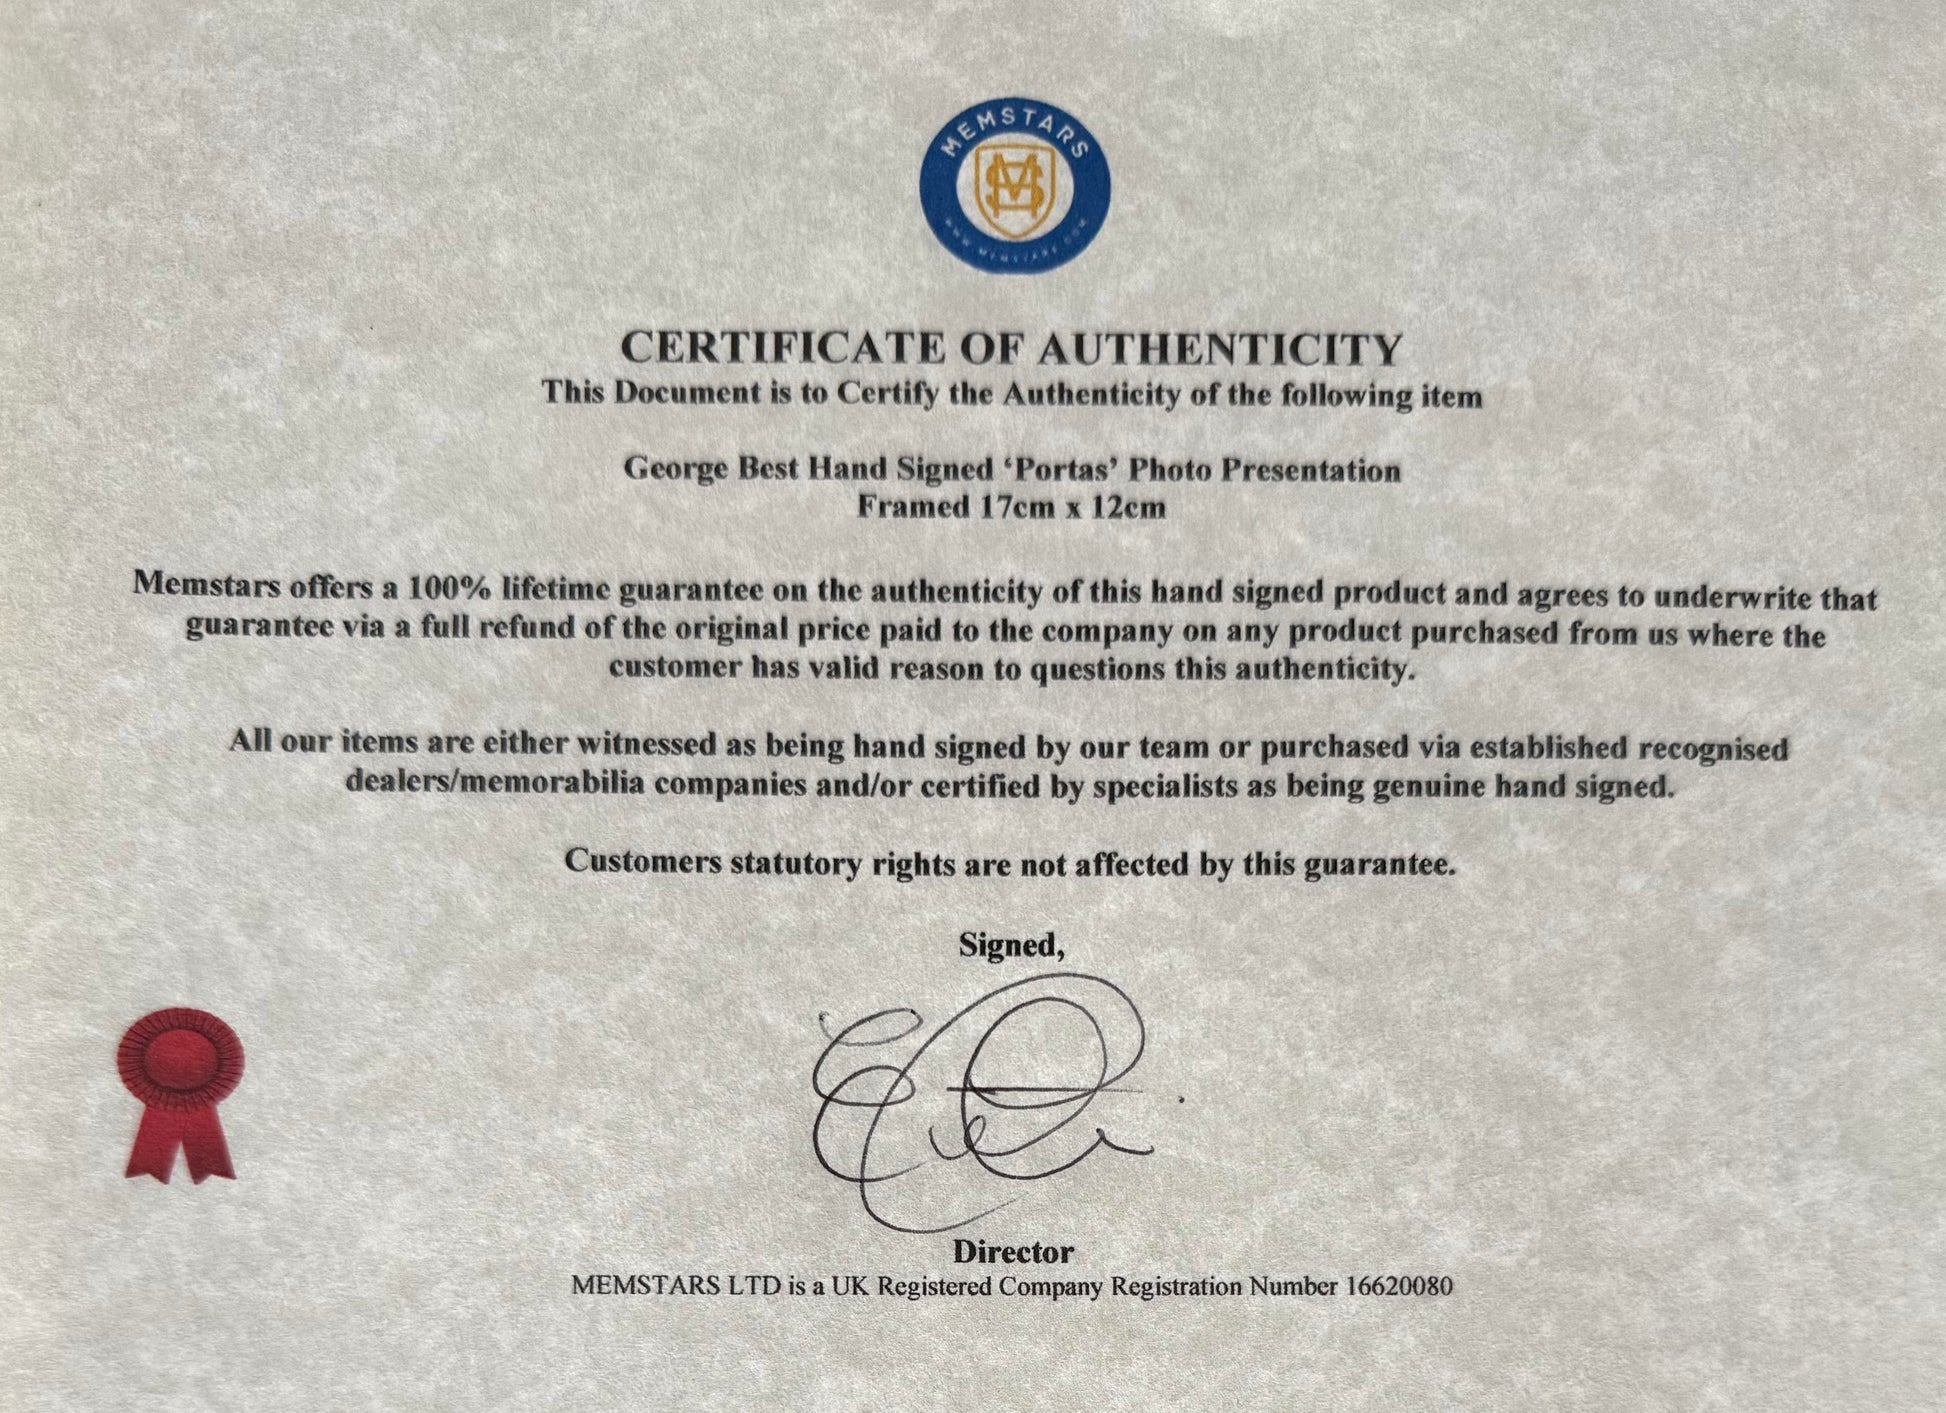 MEMSTARS
MS
WWW.MEMSTARS.COM
CERTIFICATE OF AUTHENTICITY
This Document is to Certify the Authenticity of the following item
George Best Hand Signed ‘Portas’ Photo Presentation
Framed 17cm x 12cm
Memstars offers a 100% lifetime guarantee on the authenticity of this hand signed product and agrees to underwrite that
guarantee via a full refund of the original price paid to the company on any product purchased from us where the
customer has valid reason to questions this authenticity.
All our items are either witnessed as being hand signed by our team or purchased via established recognised
dealers/memorabilia companies and/or certified by specialists as being genuine hand signed.
Customers statutory rights are not affected by this guarantee.
Signed,
Director
MEMSTARS LTD is a UK Registered Company Registration Number 16620080